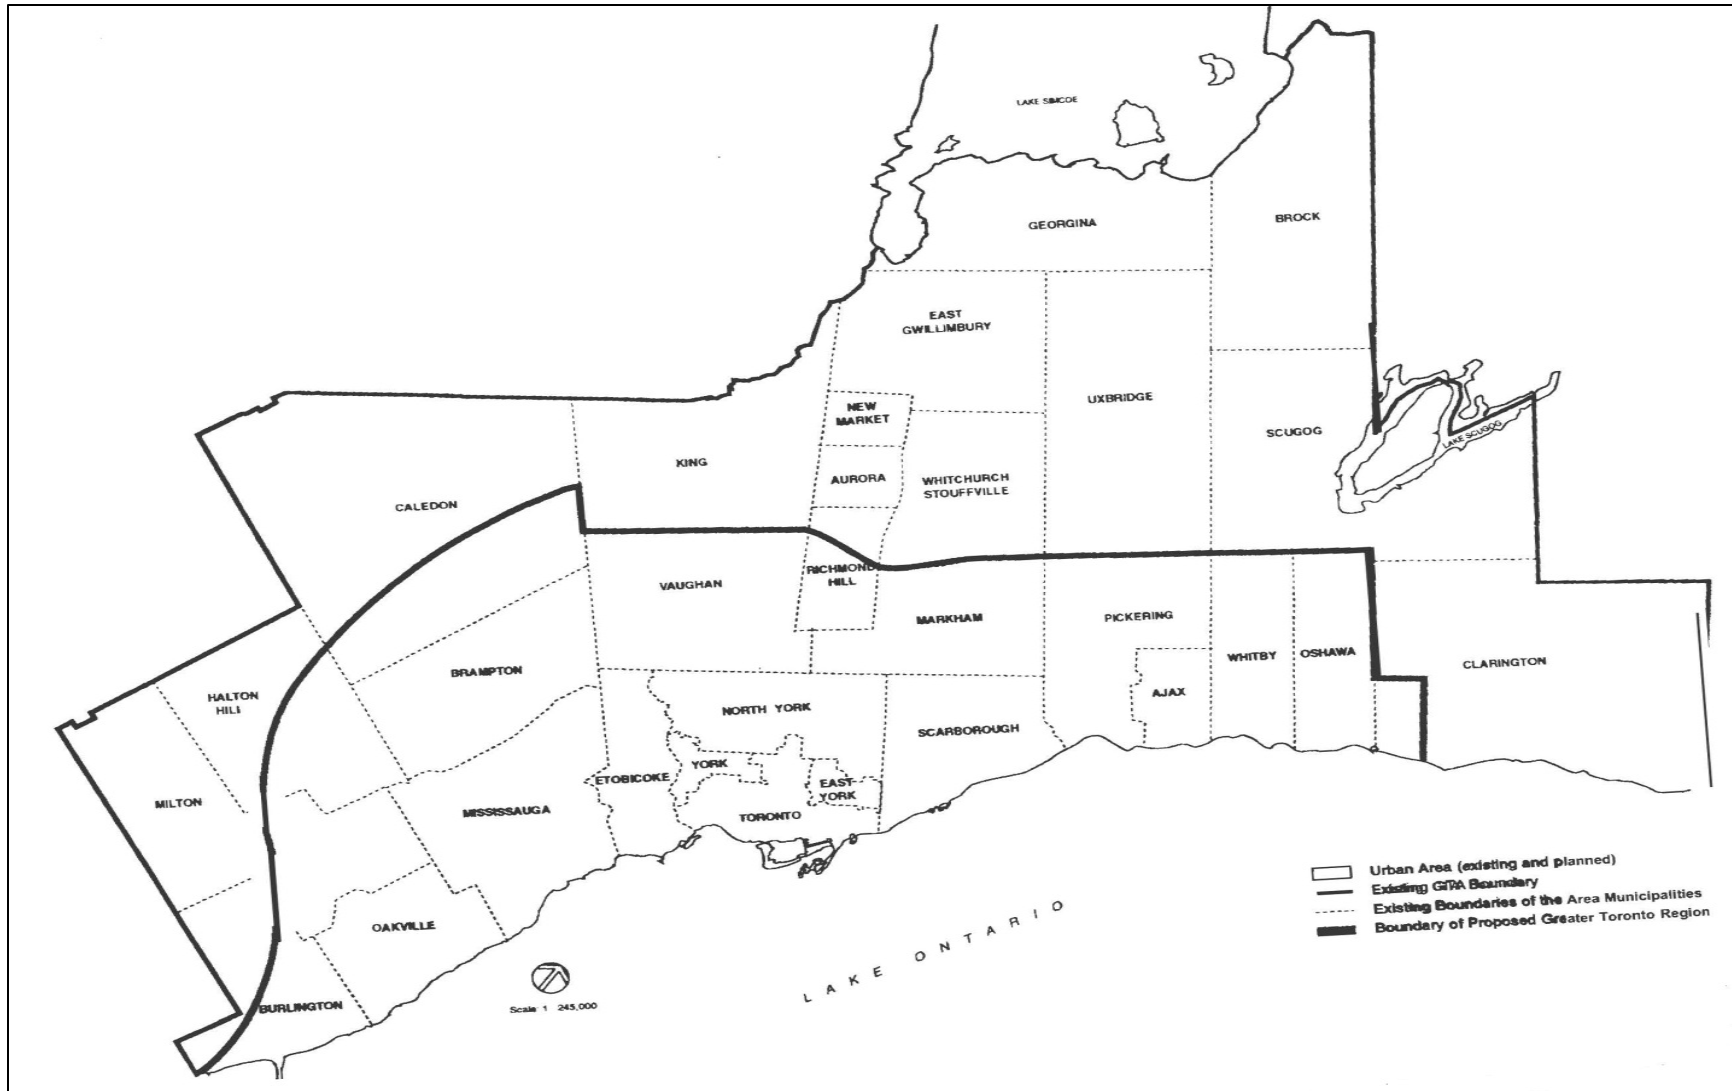 LAKE SIMCOE
GEORGINA
BROCK
EAST
GWILLIMBURY
NEW
MARKET
UXBRIDGE
SCUGOG
LAKE SCUGOG
KING
AURORA
WHITCHURCH
STOUFFVILLE
CALEDON
VAUGHAN
RICHMOND
HILL
MARKHAM
PICKERING
WHITBY
OSHAWA
CLARINGTON
BRAMPTON
AJAX
HALTON
HILL
NORTH YORK
SCARBOROUGH
ETOBICOKE
YORK
EAST
YORK
MILTON
MISSISSAUGA
TORONTO
OAKVILLE
BURLINGTON
LAKE ONTARIO
Scale 1 245,000
Urban Area (existing and planned)
Existing GTA Boundary
Existing Boundaries of the Area Municipalities
Boundary of Proposed Greater Toronto Region